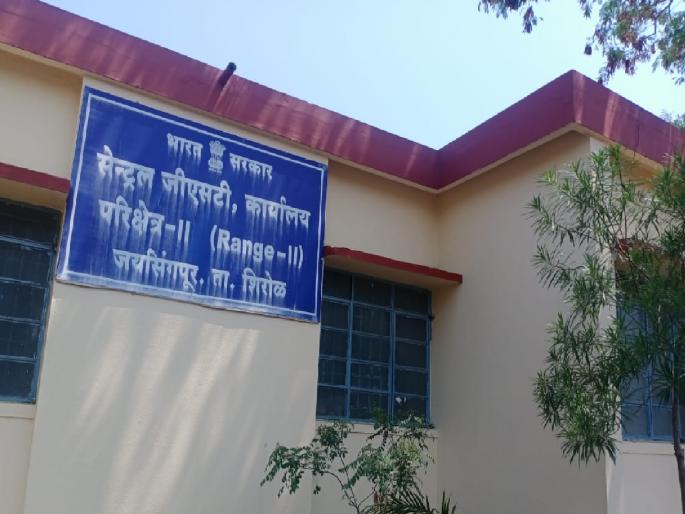 भारत सरकार
सेन्ट्रल जीएसटी, कार्यालय
परिक्षेत्र-II (Range-II)
जयसिंगपूर, ता. शिरोळ